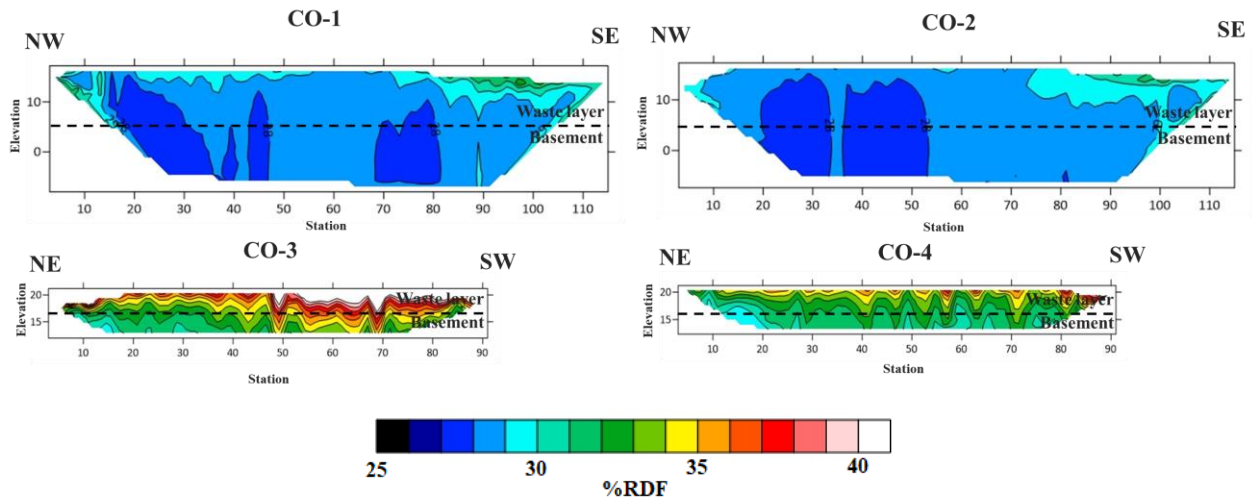 CO-1
NW
SE
Elevation
10
0
Waste layer
Basement
28
28
10 20 30 40 50 60 70 80 90 100 110
Station
CO-2
NW
SE
Elevation
10
0
Waste layer
Basement
28
10 20 30 40 50 60 70 80 90 100 110
Station
CO-3
NE
SW
Elevation
20
15
Waste layer
Basement
10 20 30 40 50 60 70 80 90
Station
CO-4
NE
SW
Elevation
20
15
Waste layer
Basement
10 20 30 40 50 60 70 80 90
Station
25 30 35 40
%RDF